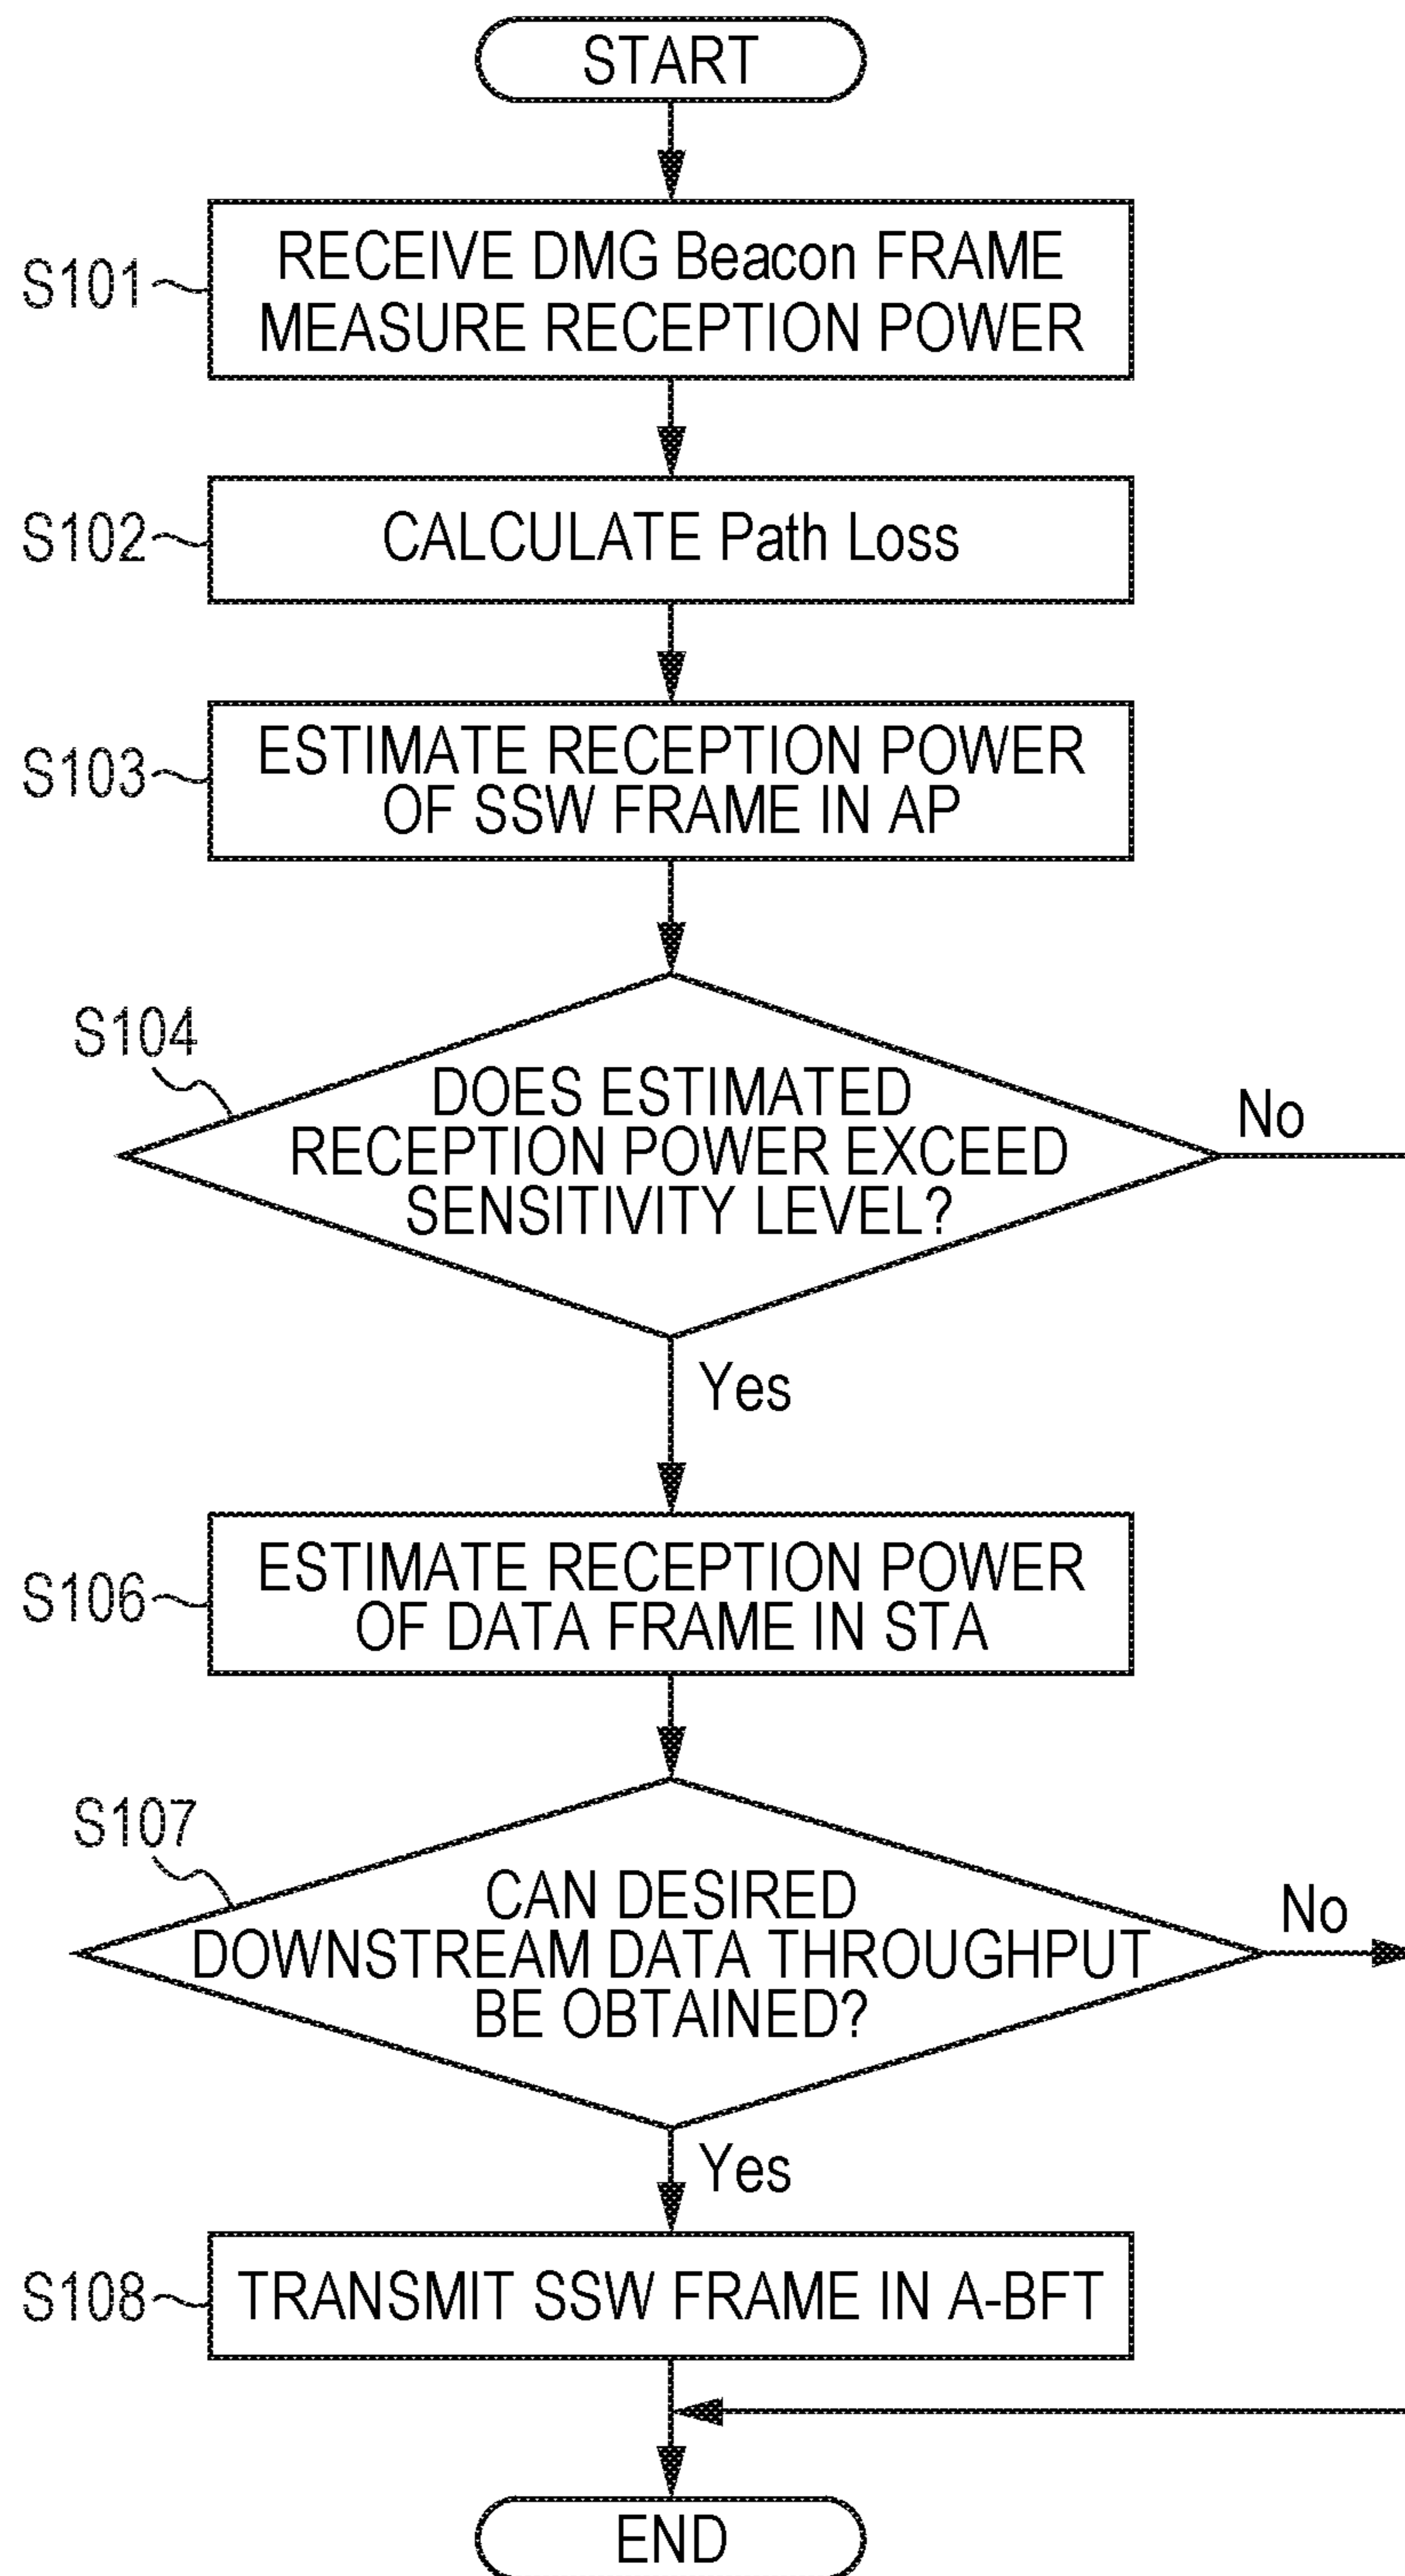 START
S101
RECEIVE DMG Beacon FRAME
MEASURE RECEPTION POWER
S102
CALCULATE Path Loss
S103
ESTIMATE RECEPTION POWER
OF SSW FRAME IN AP
S104
DOES ESTIMATED
RECEPTION POWER EXCEED
SENSITIVITY LEVEL?
No
Yes
S106
ESTIMATE RECEPTION POWER
OF DATA FRAME IN STA
S107
CAN DESIRED
DOWNSTREAM DATA THROUGHPUT
BE OBTAINED?
No
Yes
S108
TRANSMIT SSW FRAME IN A-BFT
END